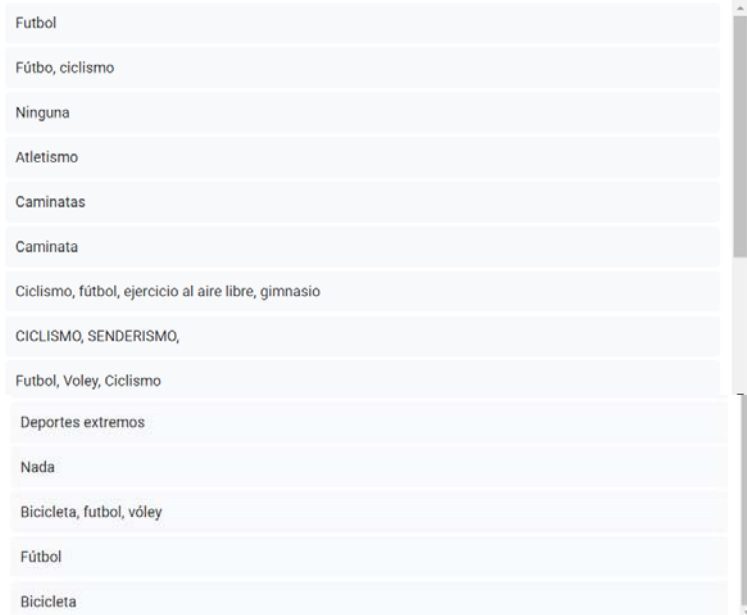 Futbol
Fútbo, ciclismo
Ninguna
Atletismo
Caminatas
Caminata
Ciclismo, fútbol, ejercicio al aire libre, gimnasio
CICLISMO, SENDERISMO,
Futbol, Voley, Ciclismo
Deportes extremos
Nada
Bicicleta, futbol, vóley
Fútbol
Bicicleta